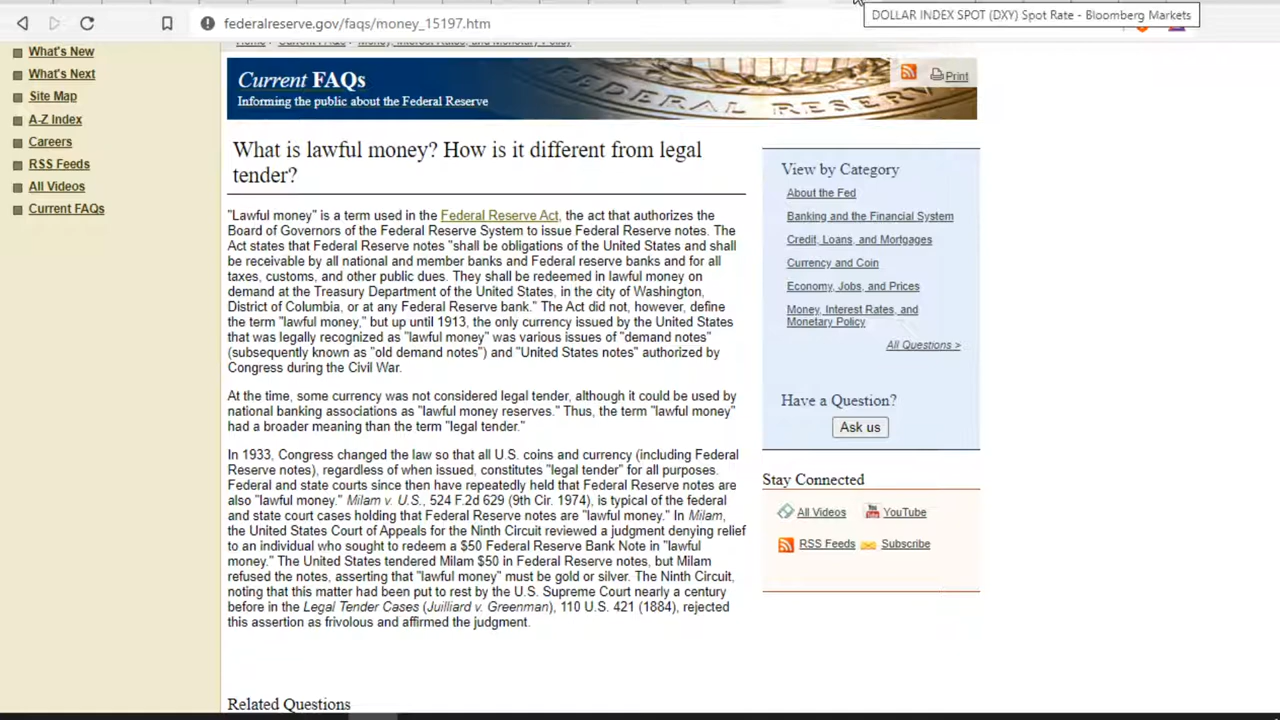 DOLLAR INDEX SPOT (DXY) Spot Rate - Bloomberg Markets
federalreserve.gov/faqs/money_15197.htm
Home Current FAQs Money, Interest Rates, and Monetary Policy
What's New
What's Next
Site Map
A-Z Index
Careers
RSS Feeds
All Videos
Current FAQs
Current FAQs
Informing the public about the Federal Reserve
FEDERAL RESERVE
Print
What is lawful money? How is it different from legal
tender?
"Lawful money" is a term used in the Federal Reserve Act, the act that authorizes the
Board of Governors of the Federal Reserve System to issue Federal Reserve notes. The
Act states that Federal Reserve notes "shall be obligations of the United States and shall
be receivable by all national and member banks and Federal reserve banks and for all
taxes, customs, and other public dues. They shall be redeemed in lawful money on
demand at the Treasury Department of the United States, in the city of Washington,
District of Columbia, or at any Federal Reserve bank." The Act did not, however, define
the term "lawful money," but up until 1913, the only currency issued by the United States
that was legally recognized as "lawful money" was various issues of "demand notes"
(subsequently known as "old demand notes") and "United States notes" authorized by
Congress during the Civil War.
At the time, some currency was not considered legal tender, although it could be used by
national banking associations as "lawful money reserves." Thus, the term "lawful money"
had a broader meaning than the term "legal tender."
In 1933, Congress changed the law so that all U.S. coins and currency (including Federal
Reserve notes), regardless of when issued, constitutes "legal tender" for all purposes.
Federal and state courts since then have repeatedly held that Federal Reserve notes are
also "lawful money." Milam v. U.S., 524 F.2d 629 (9th Cir. 1974), is typical of the federal
and state court cases holding that Federal Reserve notes are "lawful money." In Milam,
the United States Court of Appeals for the Ninth Circuit reviewed a judgment denying relief
to an individual who sought to redeem a $50 Federal Reserve Bank Note in "lawful
money." The United States tendered Milam $50 in Federal Reserve notes, but Milam
refused the notes, asserting that "lawful money" must be gold or silver. The Ninth Circuit,
noting that this matter had been put to rest by the U.S. Supreme Court nearly a century
before in the Legal Tender Cases (Juilliard v. Greenman), 110 U.S. 421 (1884), rejected
this assertion as frivolous and affirmed the judgment.
Related Questions
View by Category
About the Fed
Banking and the Financial System
Credit, Loans, and Mortgages
Currency and Coin
Economy, Jobs, and Prices
Money, Interest Rates, and
Monetary Policy
All Questions >
Have a Question?
Ask us
Stay Connected
All Videos
YouTube
RSS Feeds
Subscribe